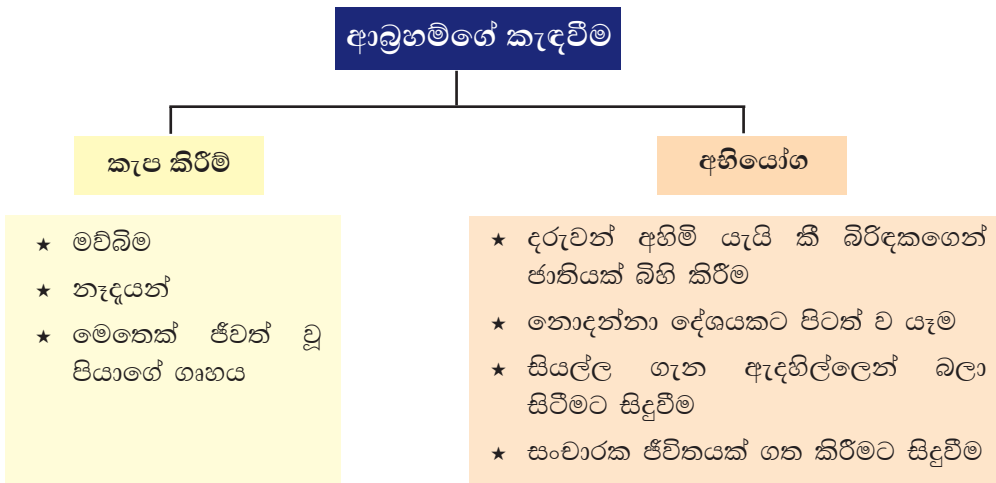 ආබ්‍රහම්ගේ කැඳවීම
කැප කිරීම්
★ මව්බිම
★ නෑදෑයන්
★ මෙතෙක් ජීවත් වූ
පියාගේ ගෘහය
අභියෝග
★ දරුවන් අහිමි යැයි කී බිරිඳකගෙන්
ජාතියක් බිහි කිරීම
★ නොදන්නා දේශයකට පිටත් ව යෑම
★ සියල්ල ගැන ඇදහිල්ලෙන් බලා
සිටීමට සිදුවීම
★ සංචාරක ජීවිතයක් ගත කිරීමට සිදුවීම